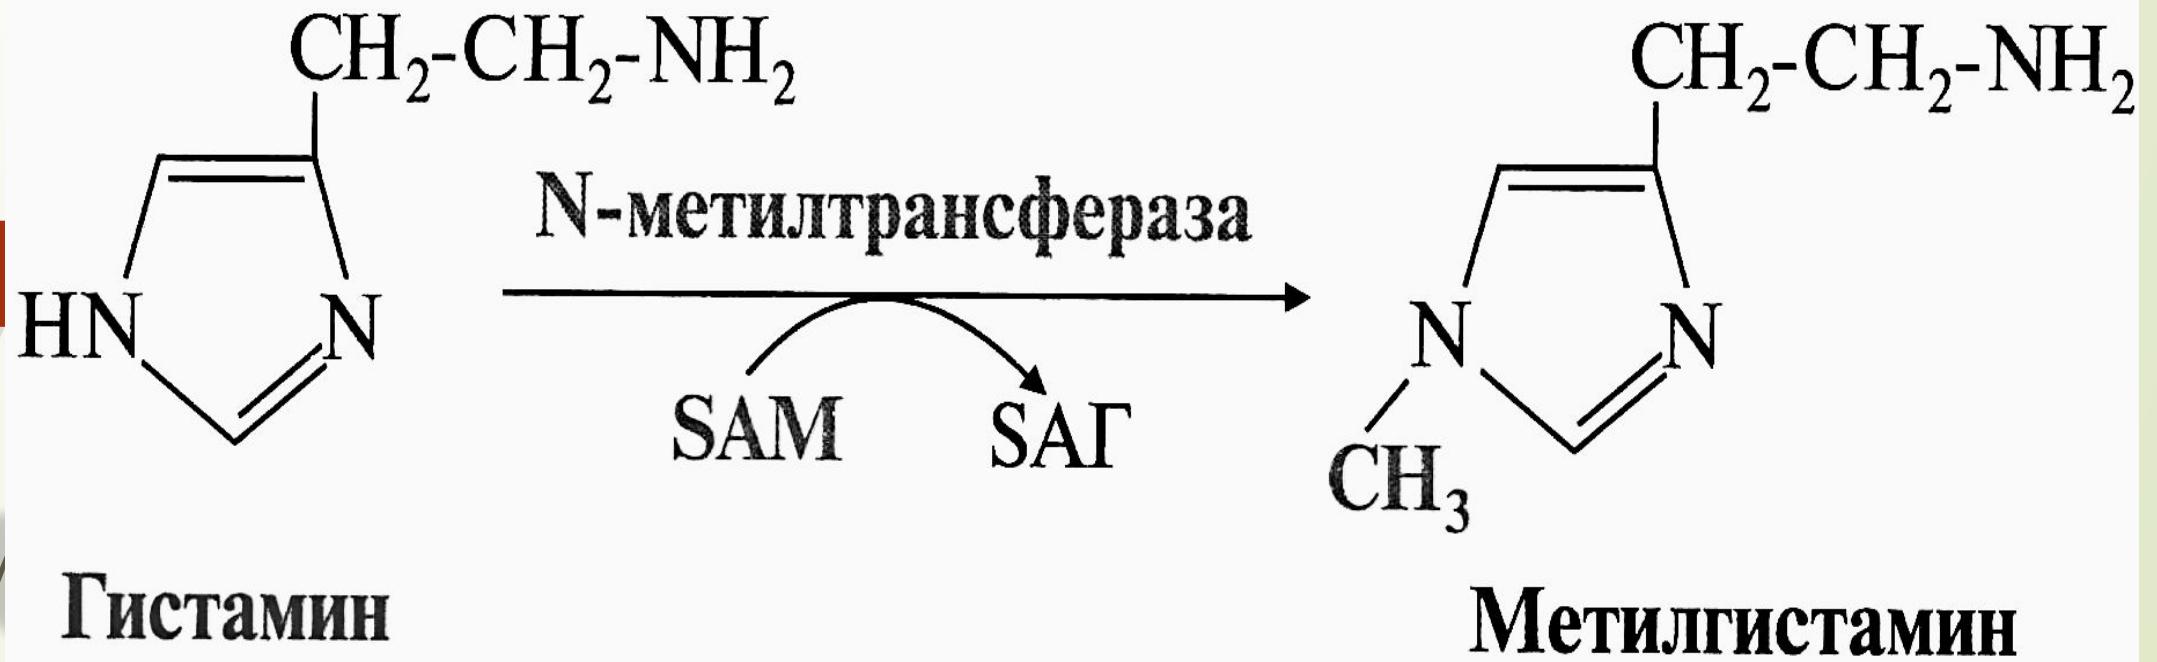 CH₂-CH₂-NH₂
CH₂-CH₂-NH₂
N-метилтрансфераза
HN
N
N
N
SAM
SAГ
CH₃
Гистамин
Метилгистамин